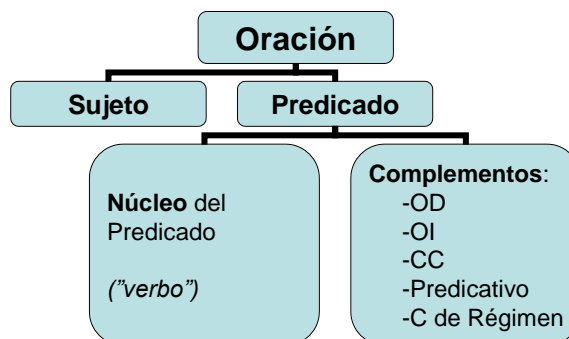 Oración
Sujeto
Predicado
Núcleo del
Predicado
("verbo")
Complementos:
-OD
-OI
-CC
-Predicativo
-C de Régimen